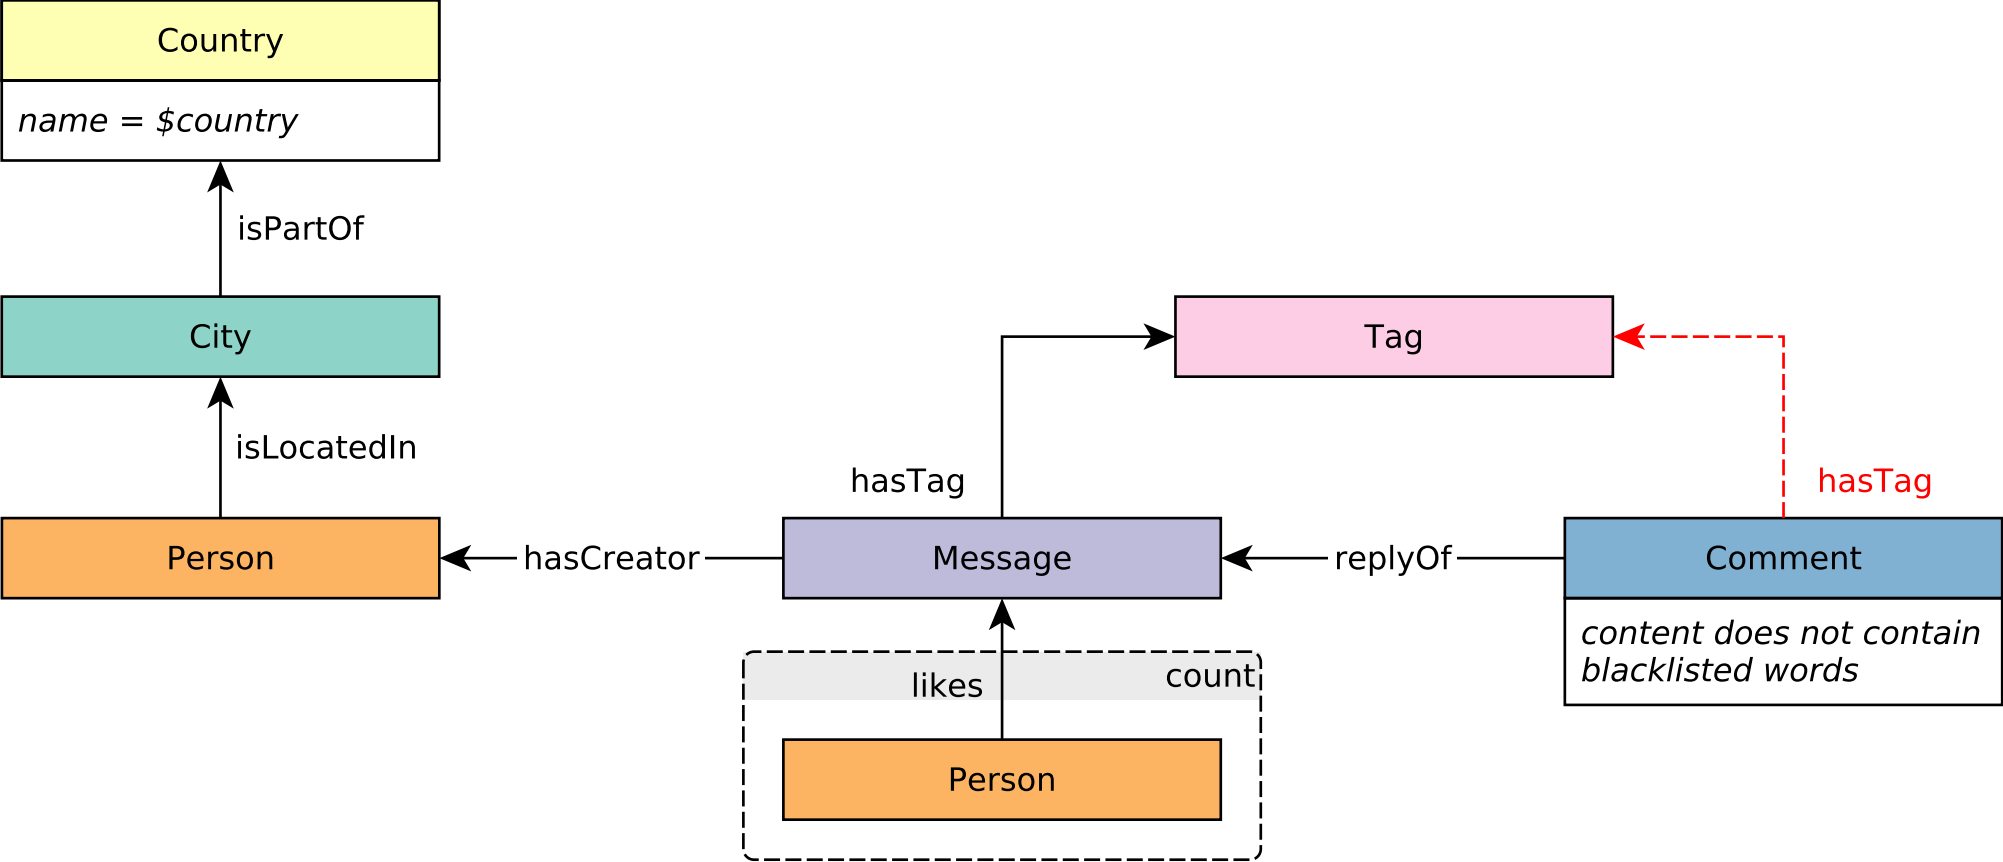 Country
name = $country
isPartOf
City
Tag
isLocatedIn
hasTag
hasTag
Person
hasCreator
Message
replyOf
Comment
content does not contain
blacklisted words
likes
count
Person